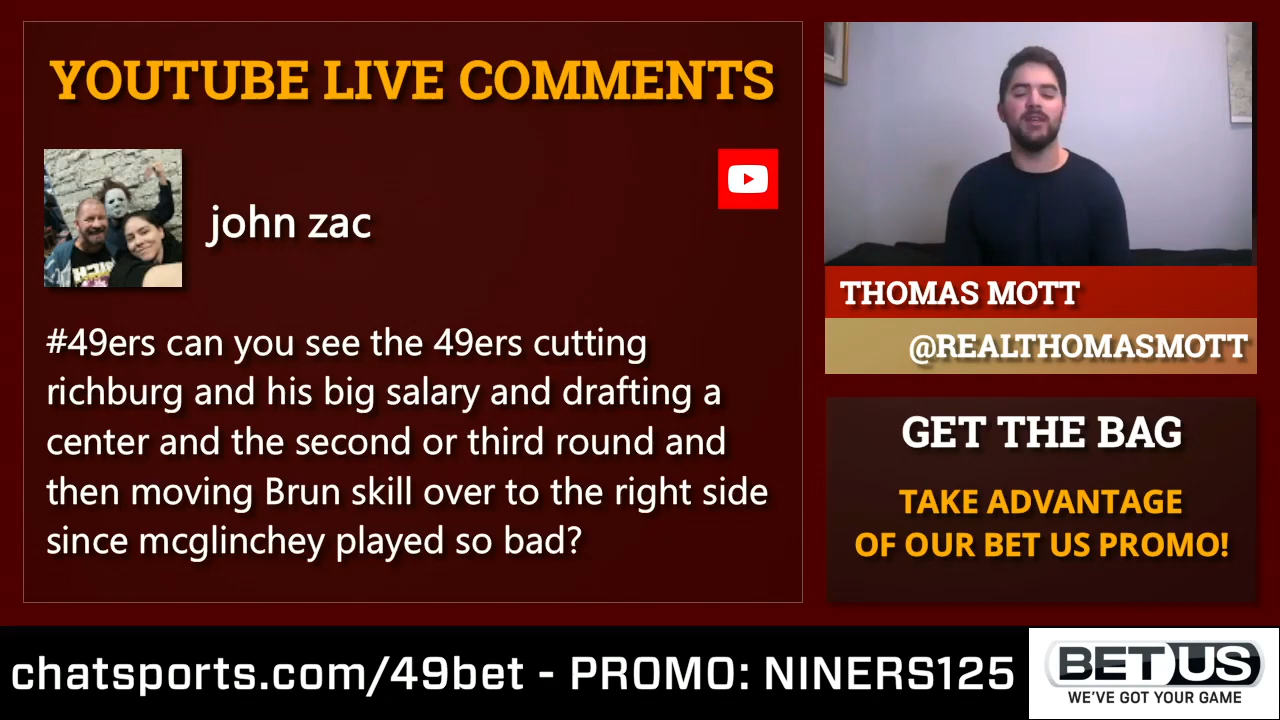 YOUTUBE LIVE COMMENTS
john zac
#49ers can you see the 49ers cutting
richburg and his big salary and drafting a
center and the second or third round and
then moving Brun skill over to the right side
since mcglinchey played so bad?
THOMAS MOTT
@REALTHOMASMOTT
GET THE BAG
TAKE ADVANTAGE
OF OUR BET US PROMO!
chatsports.com/49bet - PROMO: NINERS125
BETUS
WE'VE GOT YOUR GAME